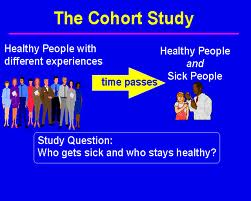 The Cohort Study
Healthy People with
different experiences
time passes
Healthy People
and
Sick People
Study Question:
Who gets sick and who stays healthy?